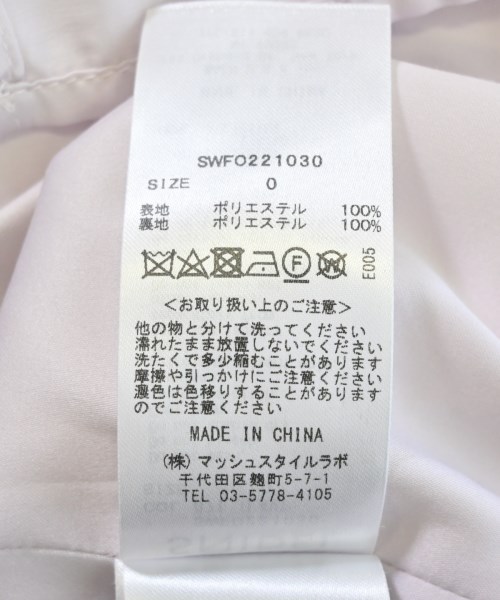 SWFO221030
SIZE 0
表地 ポリエステル 100%
裏地 ポリエステル 100%
F W E005
<お取り扱い上のご注意>
他の物と分けて洗ってください
濡れたまま放置しないでください
洗たくで多少縮むことがあります
摩擦や引っかけにご注意ください
濃色は色移りすることがあります
のでご注意ください
MADE IN CHINA
(株)マッシュスタイルラボ
千代田区麹町5-7-1
TEL 03-5778-4105